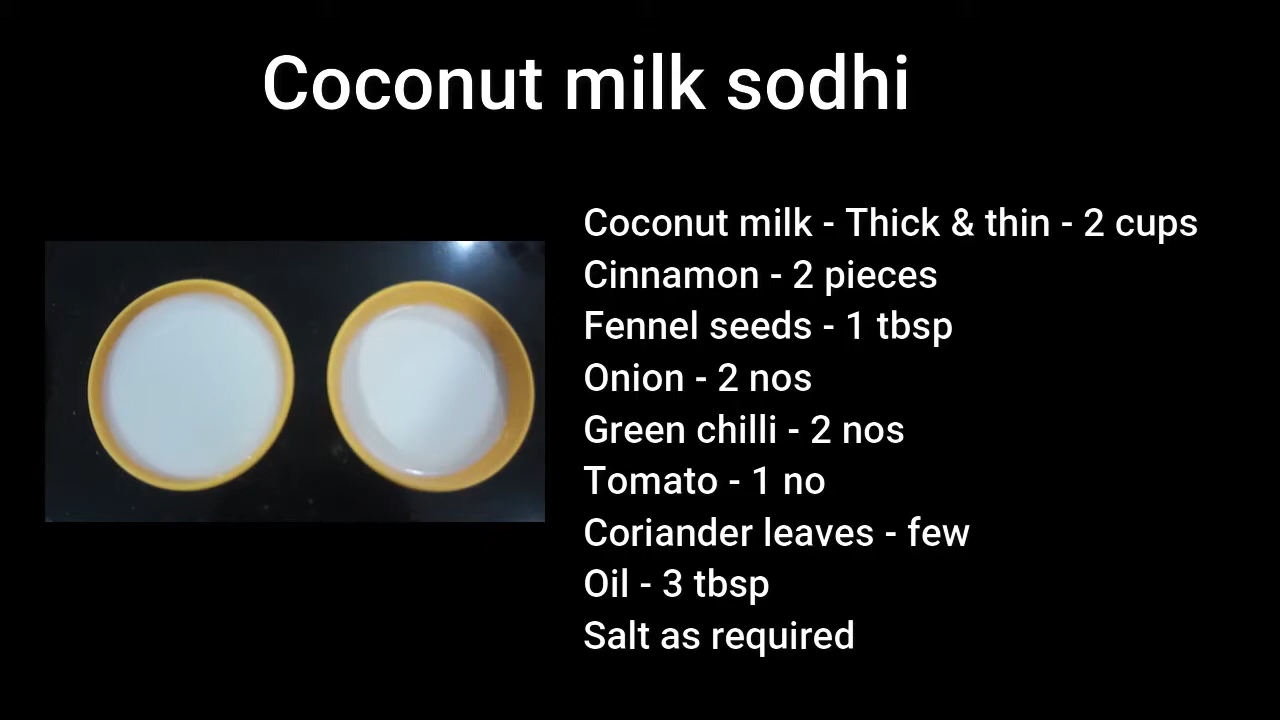 Coconut milk sodhi
Coconut milk - Thick & thin - 2 cups
Cinnamon - 2 pieces
Fennel seeds - 1 tbsp
Onion - 2 nos
Green chilli - 2 nos
Tomato - 1 no
Coriander leaves - few
Oil - 3 tbsp
Salt as required